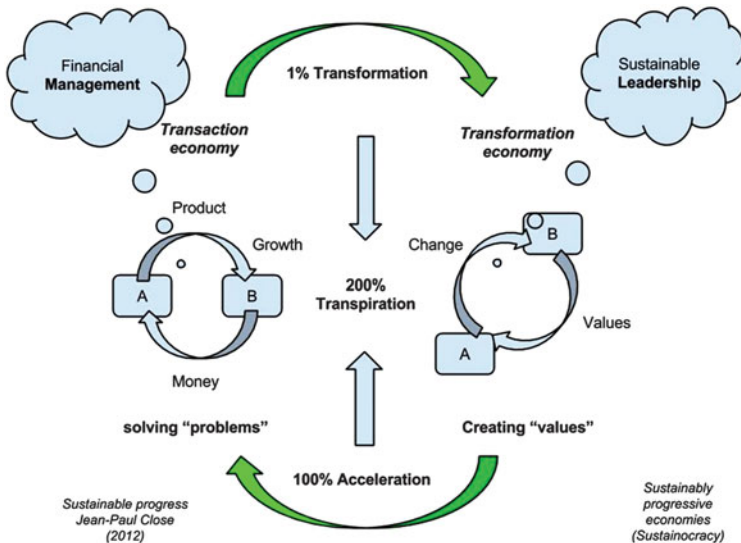 Financial
Management
1% Transformation
Sustainable
Leadership
Transaction
economy
Transformation
economy
Product
Growth
A
B
Money
200%
Transpiration
Change
B
Values
A
solving “problems”
Creating “values”
100% Acceleration
Sustainable progress
Jean-Paul Close
(2012)
Sustainably
progressive
economies
(Sustainocracy)